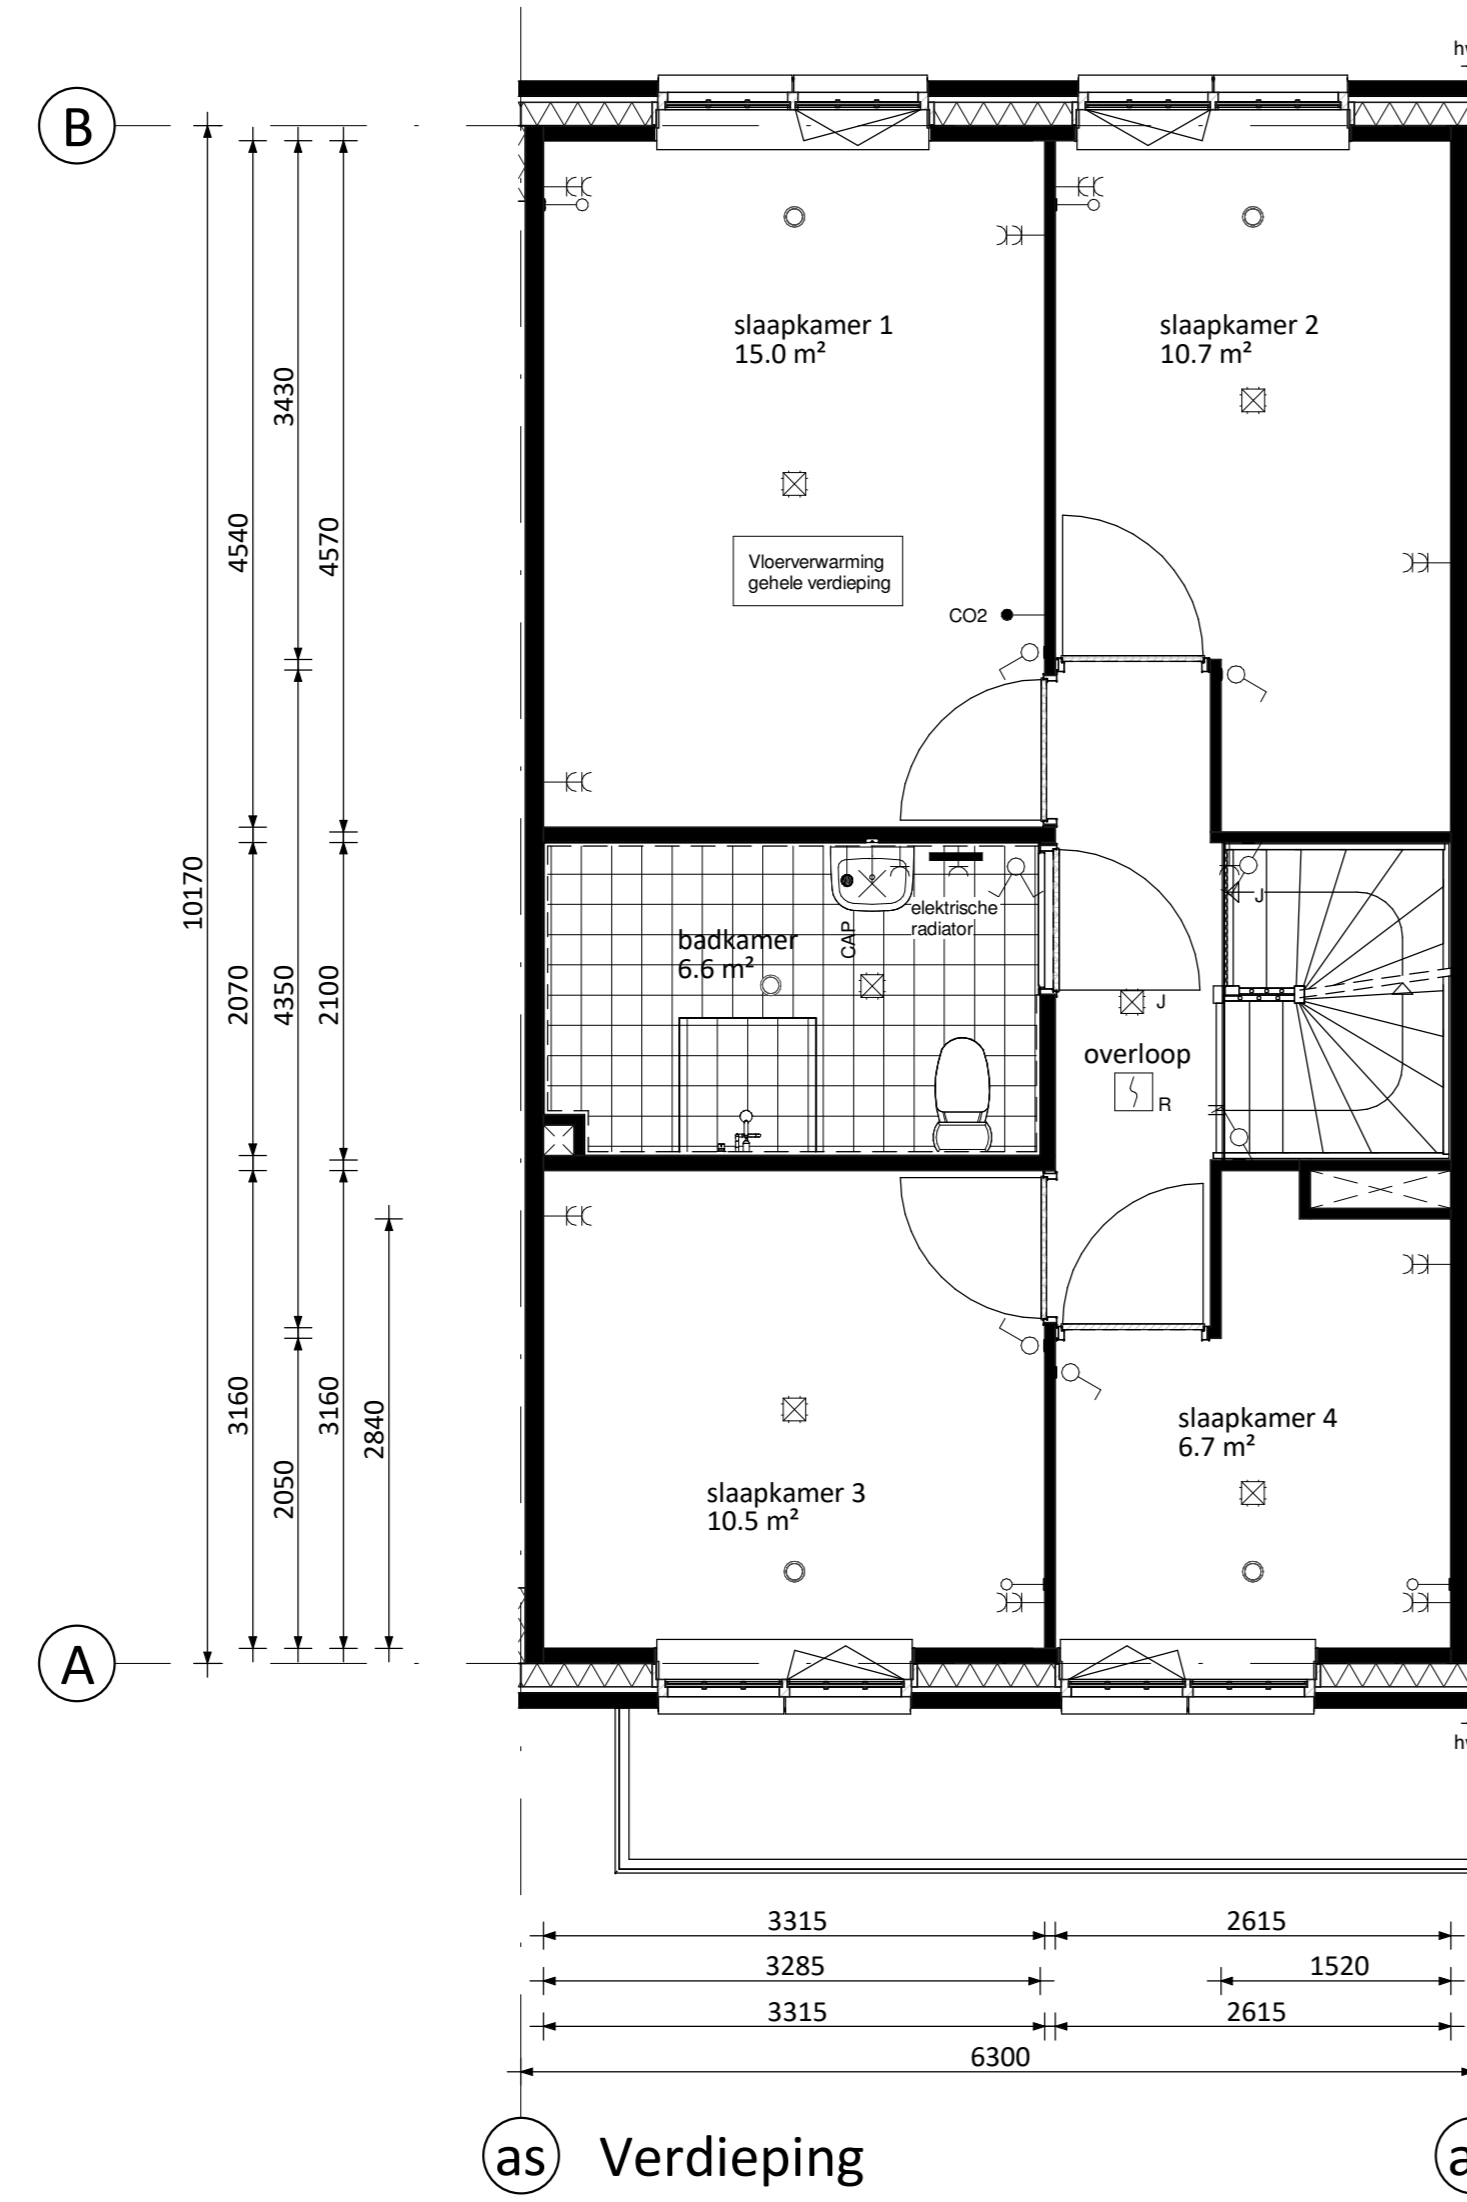 hv
B
slaapkamer 1
15.0 m²
slaapkamer 2
10.7 m²
3430
4540
4570
Vloerverwarming
gehele verdieping
CO2
10170
J
elektrische
radiator
CAP
badkamer
6.6 m²
2070
4350
2100
J
overloop
R
3160
3160
2840
2050
slaapkamer 4
6.7 m²
slaapkamer 3
10.5 m²
A
hv
3315
2615
3285
1520
3315
2615
6300
as
Verdieping
a